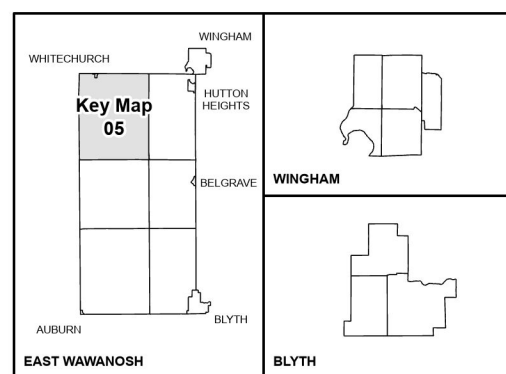 WINGHAM
WHITECHURCH
Key Map
05
HUTTON
HEIGHTS
BELGRAVE
BLYTH
AUBURN
EAST WAWANOSH
WINGHAM
BLYTH